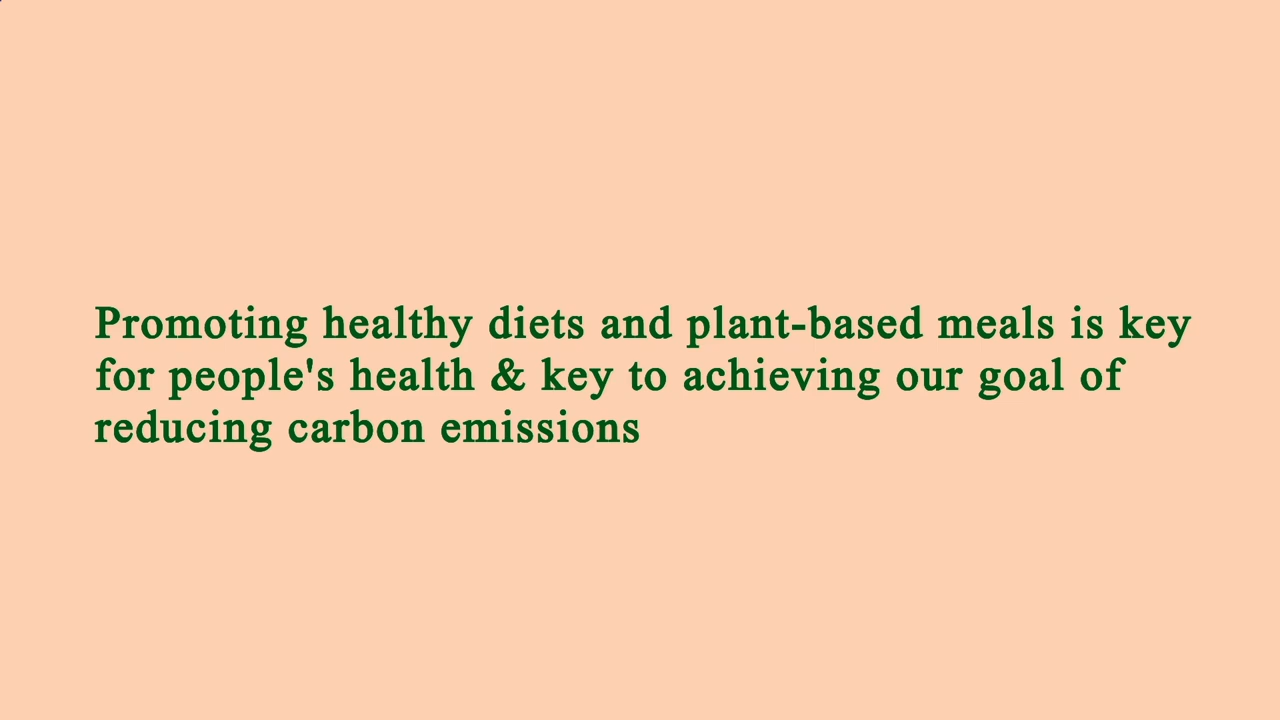 Promoting healthy diets and plant-based meals is key
for people's health & key to achieving our goal of
reducing carbon emissions